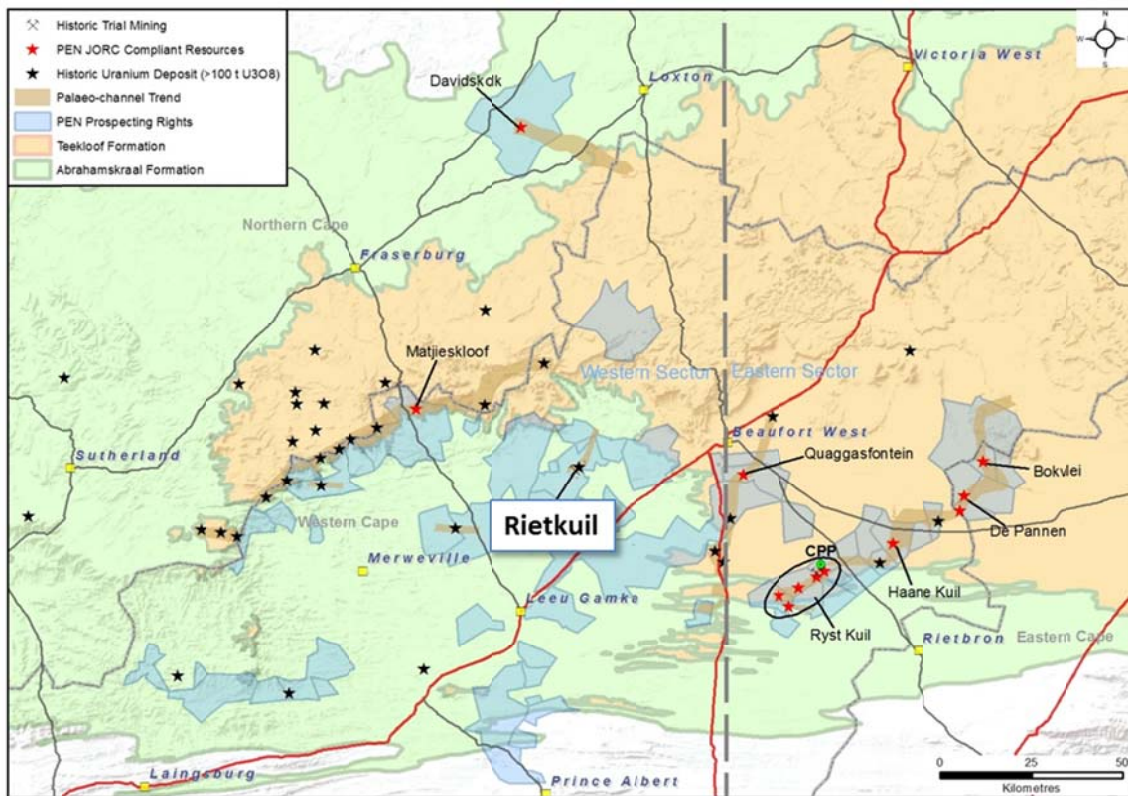 Historic Trial Mining
PEN JORC Compliant Resources
Historic Uranium Deposit (>100 t U3O8)
Palaeo-channel Trend
PEN Prospecting Rights
Teekloof Formation
Abrahamskraal Formation
N
W
E
S
Victoria West
Loxton
Davidskdk
Northern Cape
Fraserburg
Matjieskloof
Western Sector
Eastern Sector
Beaufort West
Sutherland
Quaggasfontein
Bokvlei
Rietkuil
Western Cape
De Pannen
CPP
Merweville
Haane Kuil
Leeu Gamke
Ryst Kuil
Rietbron
Eastern Cape
Laingsburg
Prince Albert
0 25 50
Kilometres